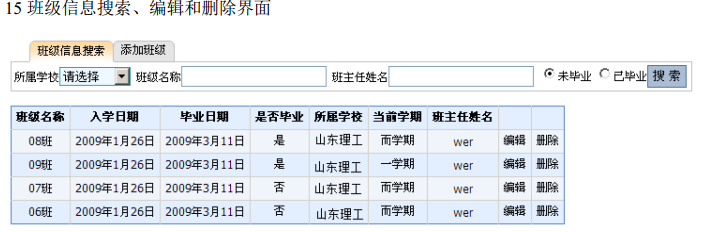 15 班级信息搜索、编辑和删除界面
班级信息搜索 添加班级
所属学校 请选择 班级名称 班主任姓名 未毕业 已毕业 搜 索
班级名称 入学日期 毕业日期 是否毕业 所属学校 当前学期 班主任姓名
08班 2009年1月26日 2009年3月11日 是 山东理工 而学期 wer 编辑 删除
09班 2009年1月26日 2009年3月11日 是 山东理工 一学期 wer 编辑 删除
07班 2009年1月26日 2009年3月11日 否 山东理工 而学期 wer 编辑 删除
06班 2009年1月26日 2009年3月11日 否 山东理工 而学期 wer 编辑 删除